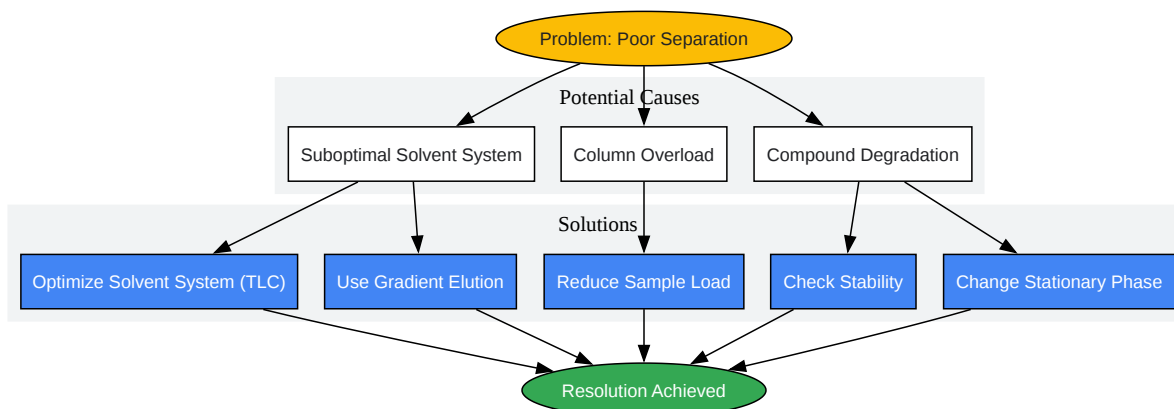 Problem: Poor Separation
Potential Causes
Suboptimal Solvent System
Column Overload
Compound Degradation
Solutions
Optimize Solvent System (TLC)
Use Gradient Elution
Reduce Sample Load
Check Stability
Change Stationary Phase
Resolution Achieved